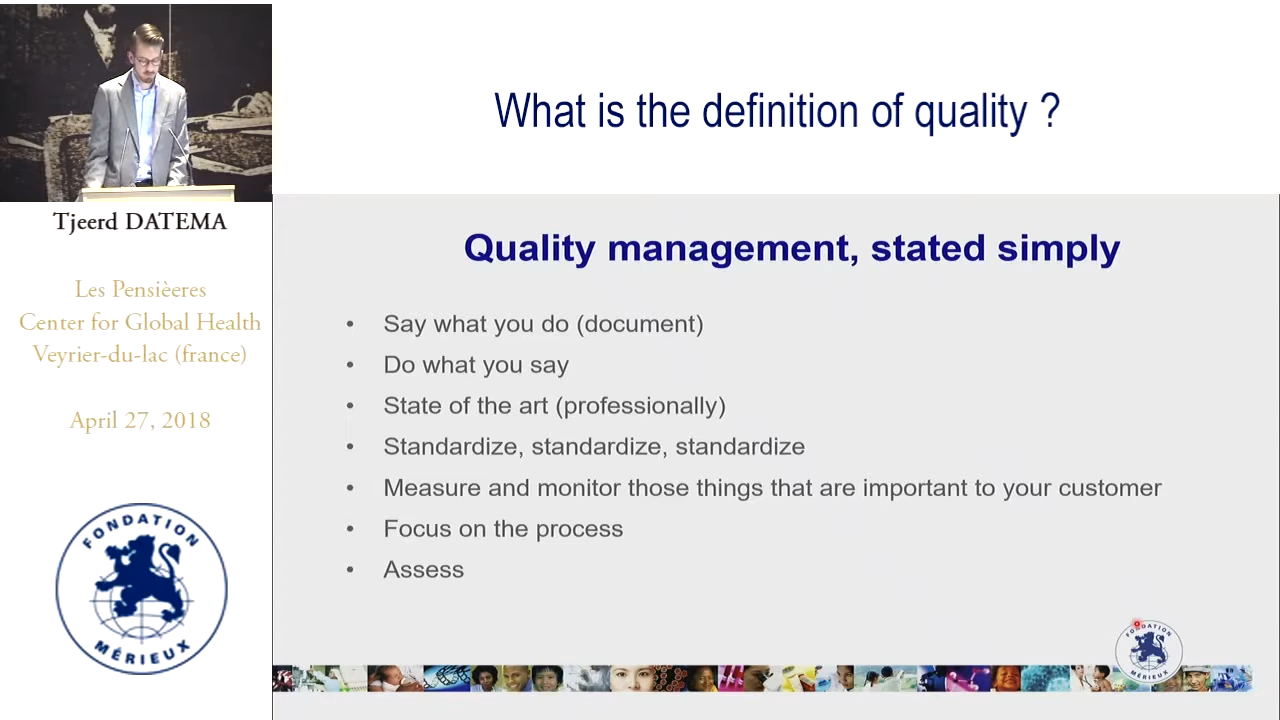 What is the definition of quality ?
Tjeerd DATEMA
Les Pensièeres
Center for Global Health
Veyrier-du-lac (france)
April 27, 2018
FONDATION
MÉRIEUX
Quality management, stated simply
• Say what you do (document)
• Do what you say
• State of the art (professionally)
• Standardize, standardize, standardize
• Measure and monitor those things that are important to your customer
• Focus on the process
• Assess
FONDATION
MÉRIEUX